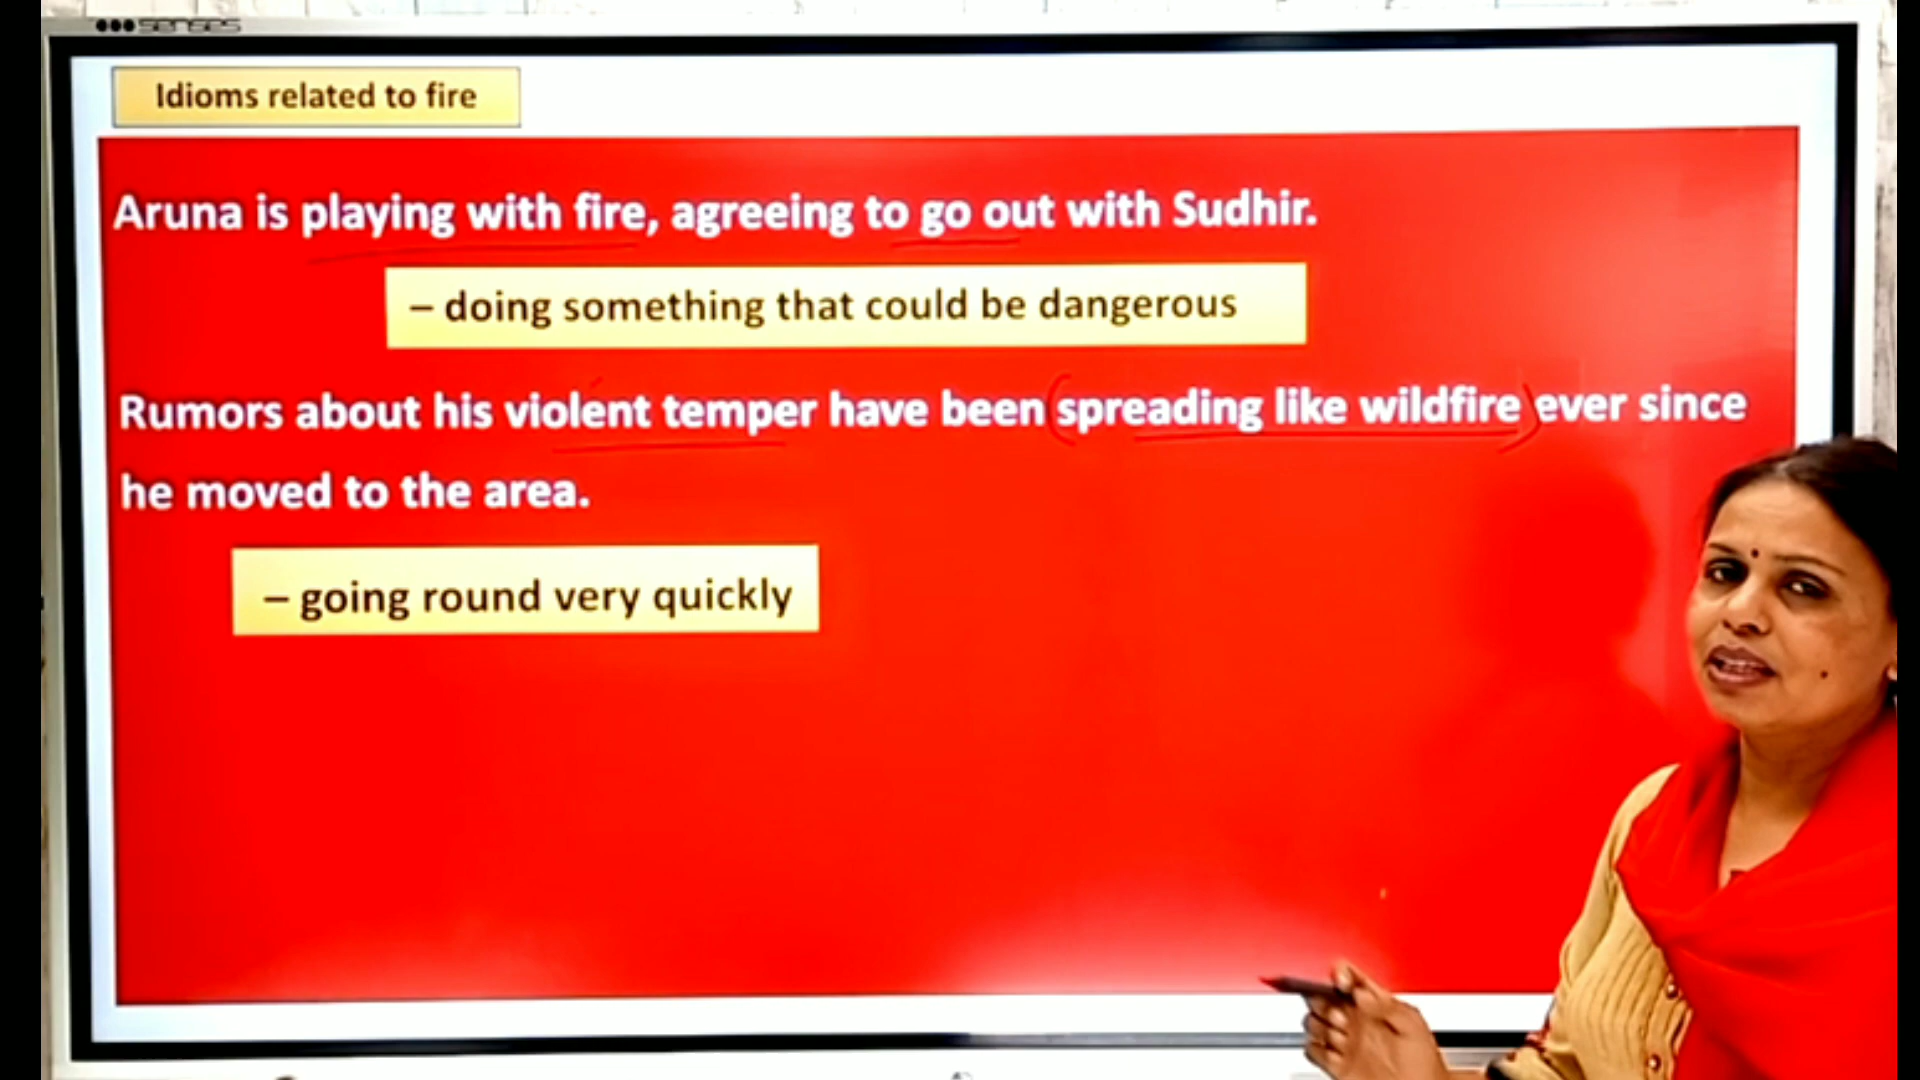 senses
Idioms related to fire
Aruna is playing with fire, agreeing to go out with Sudhir.
– doing something that could be dangerous
Rumors about his violent temper have been spreading like wildfire ever since
he moved to the area.
– going round very quickly